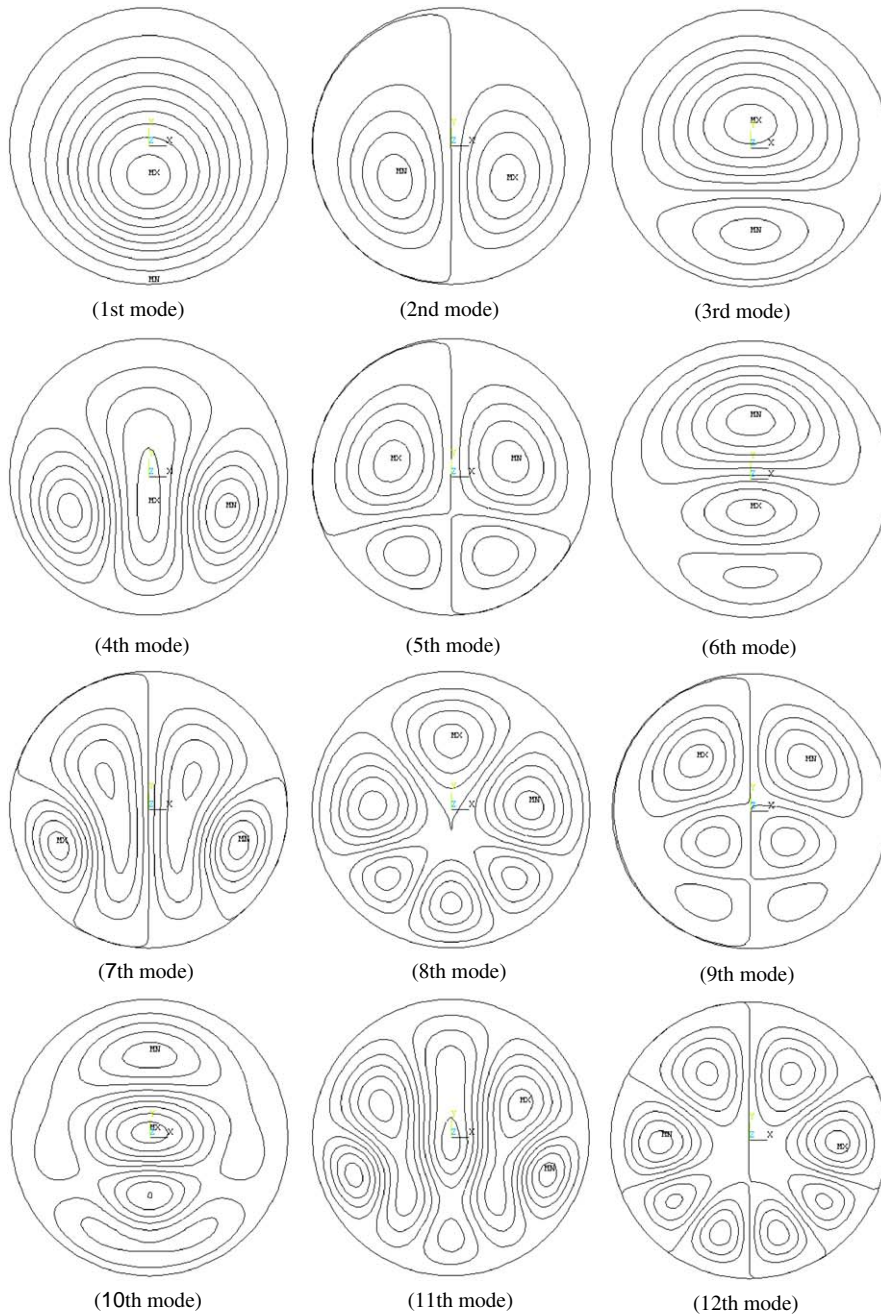 Y
MX
Z X
MN
(1st mode)
Y
Z X
MN
MX
(2nd mode)
MX
Y
Z X
MN
(3rd mode)
Y
Z X
MX
MN
(4th mode)
Y
MX
MN
Z X
(5th mode)
MN
Y
Z X
MX
(6th mode)
Y
Z X
MX
MN
(7th mode)
MX
Y
MN
Z X
(8th mode)
MX
MN
Y
Z X
(9th mode)
MN
Y
MX
Z X
(10th mode)
MX
Y
Z X
MN
(11th mode)
Y
MN
Z X
MX
(12th mode)